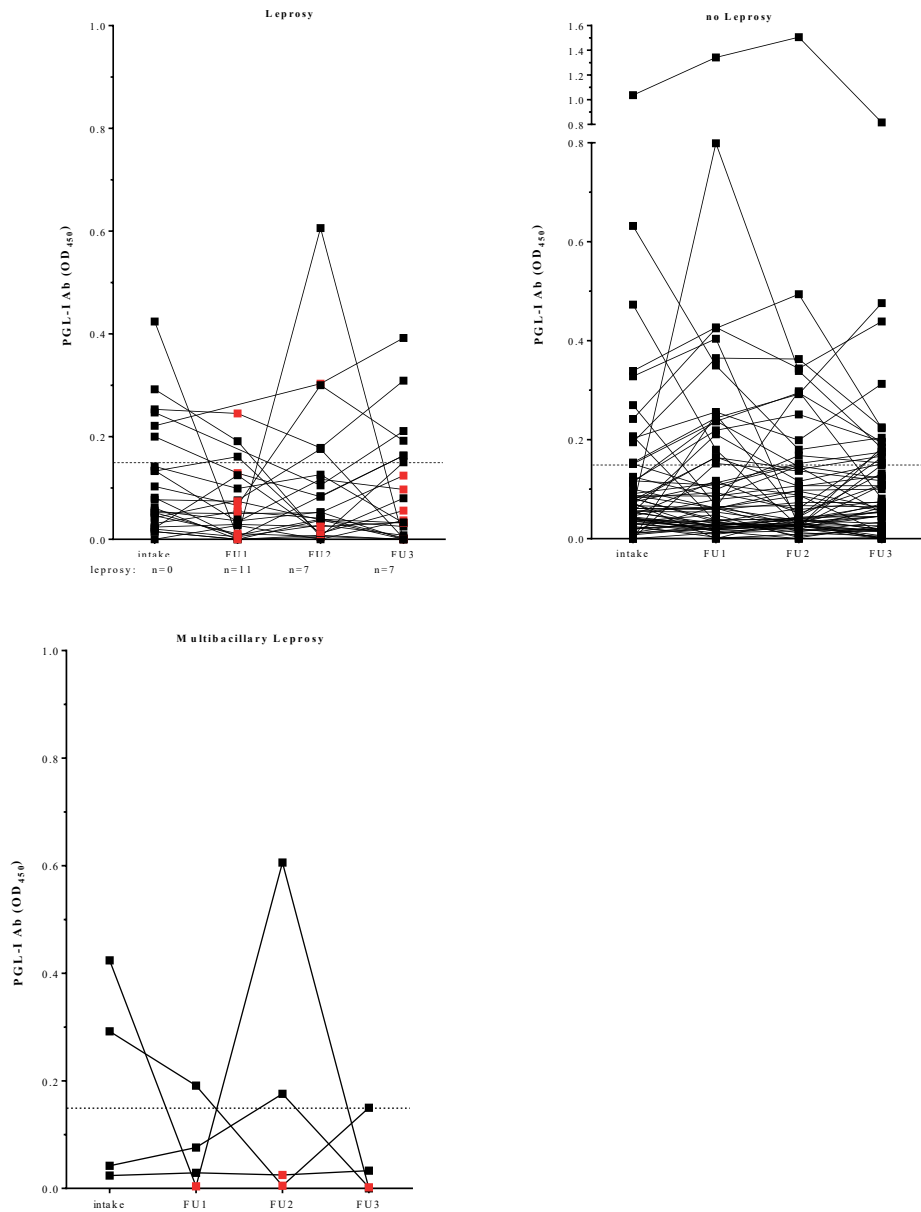 Leprosy
1.0
0.8
0.6
0.4
0.2
0.0
PGL-I Ab (OD450)
intake FU1 FU2 FU3
leprosy: n=0 n=11 n=7 n=7
no Leprosy
1.6
1.4
1.2
1.0
0.8
0.8
0.6
0.4
0.2
0.0
PGL-I Ab (OD450)
intake FU1 FU2 FU3
Multibacillary Leprosy
1.0
0.8
0.6
0.4
0.2
0.0
PGL-I Ab (OD450)
intake FU1 FU2 FU3